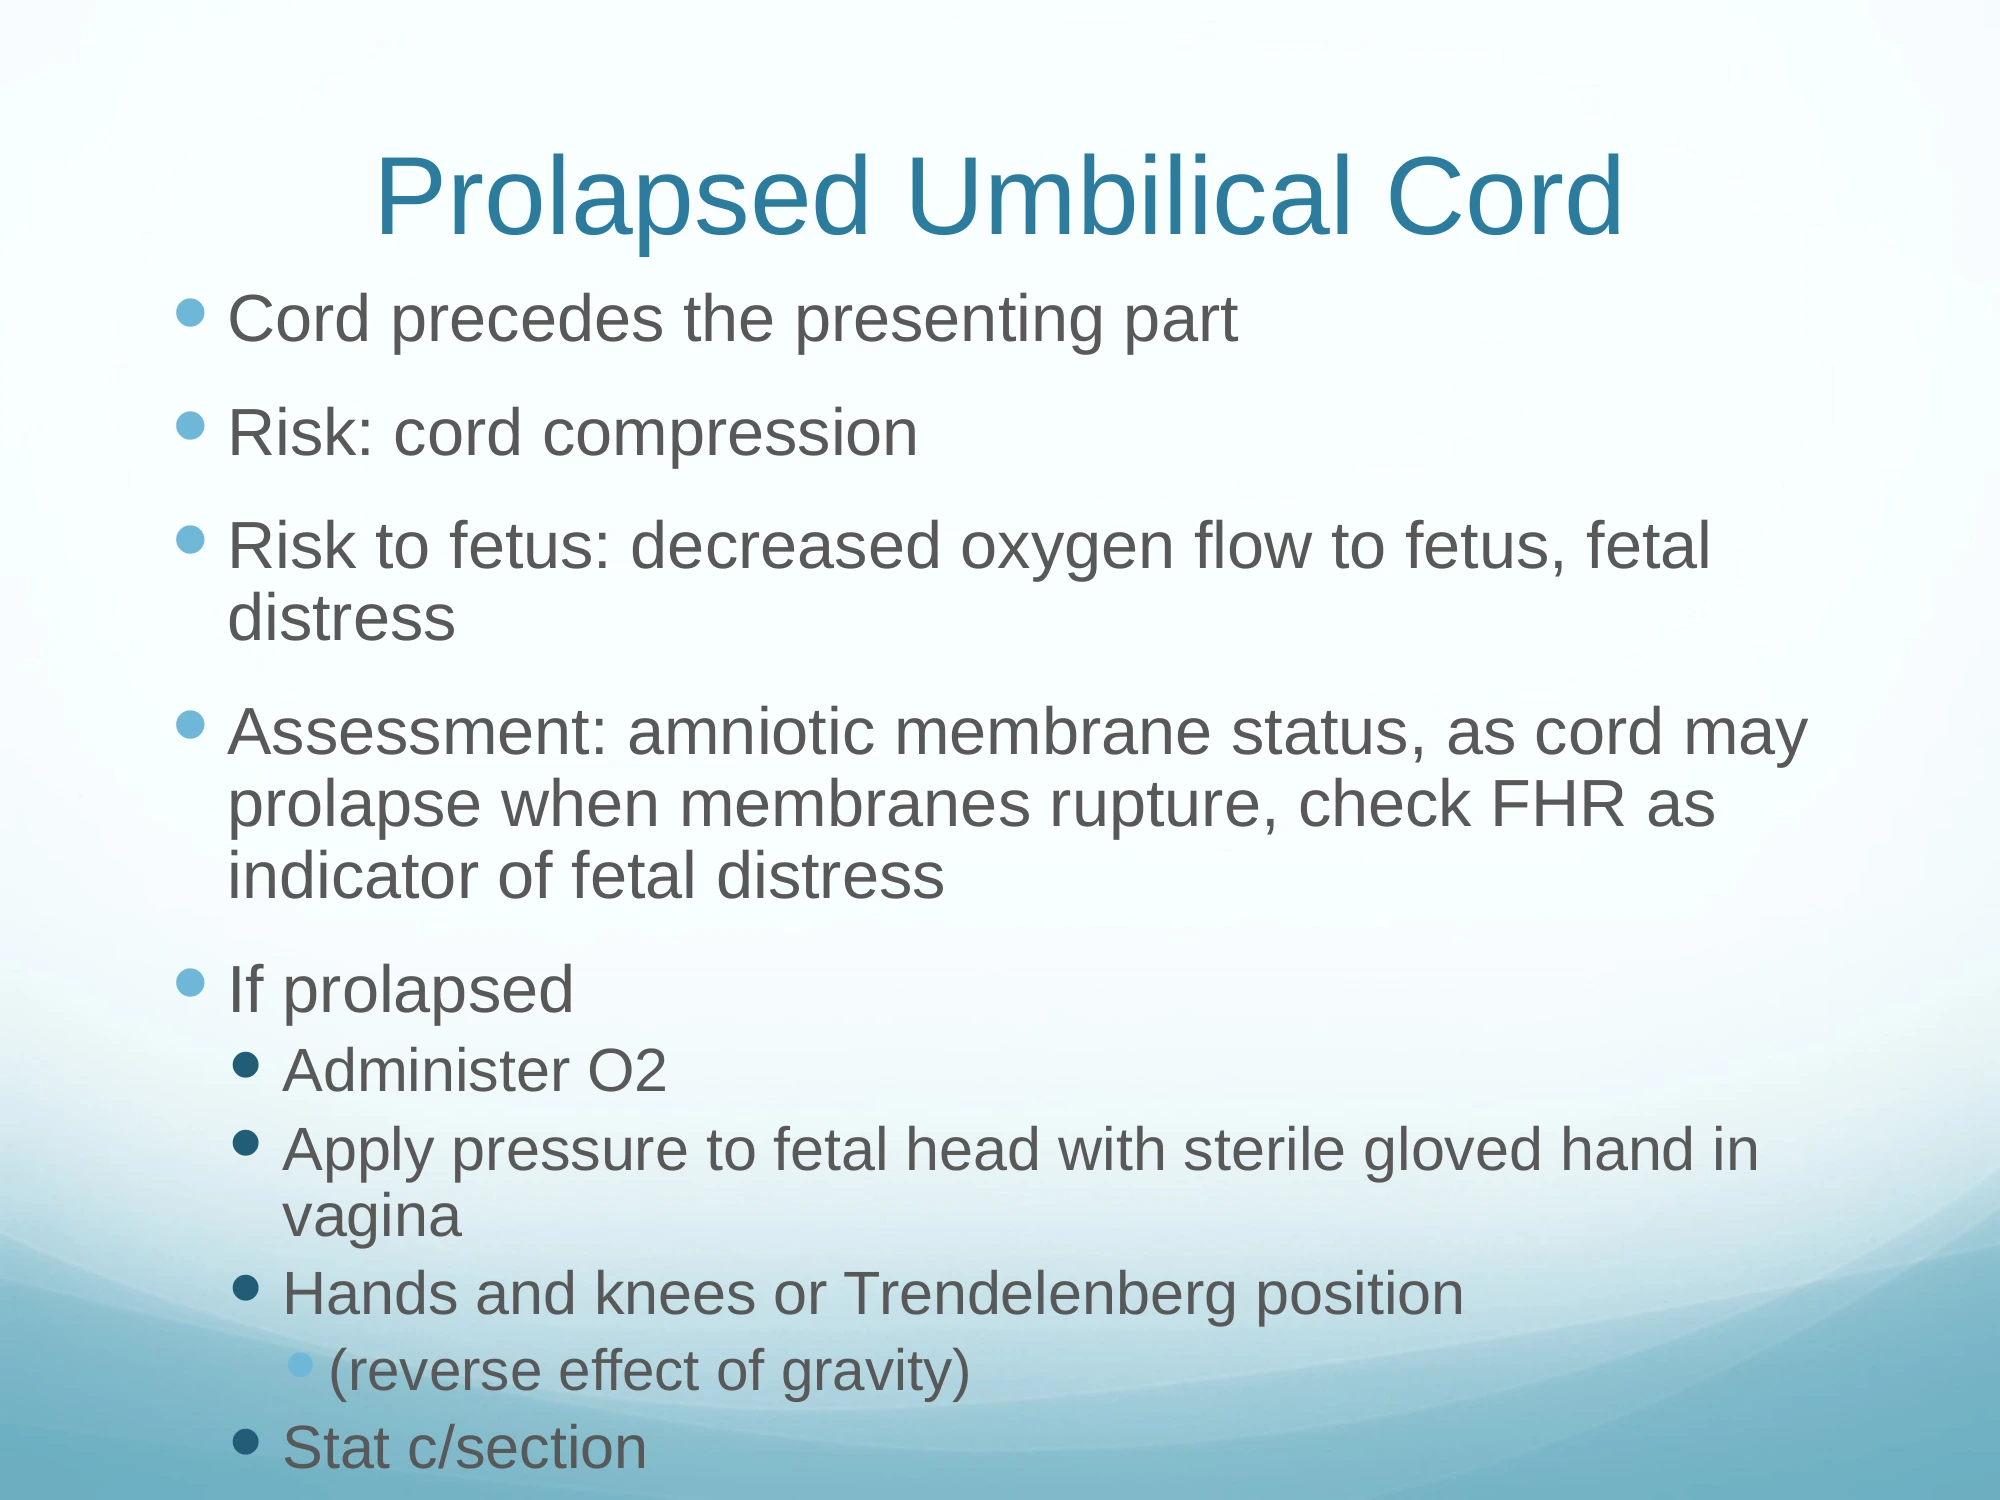 Prolapsed Umbilical Cord
Cord precedes the presenting part
Risk: cord compression
Risk to fetus: decreased oxygen flow to fetus, fetal
distress
Assessment: amniotic membrane status, as cord may
prolapse when membranes rupture, check FHR as
indicator of fetal distress
If prolapsed
Administer O2
Apply pressure to fetal head with sterile gloved hand in
vagina
Hands and knees or Trendelenberg position
(reverse effect of gravity)
Stat c/section